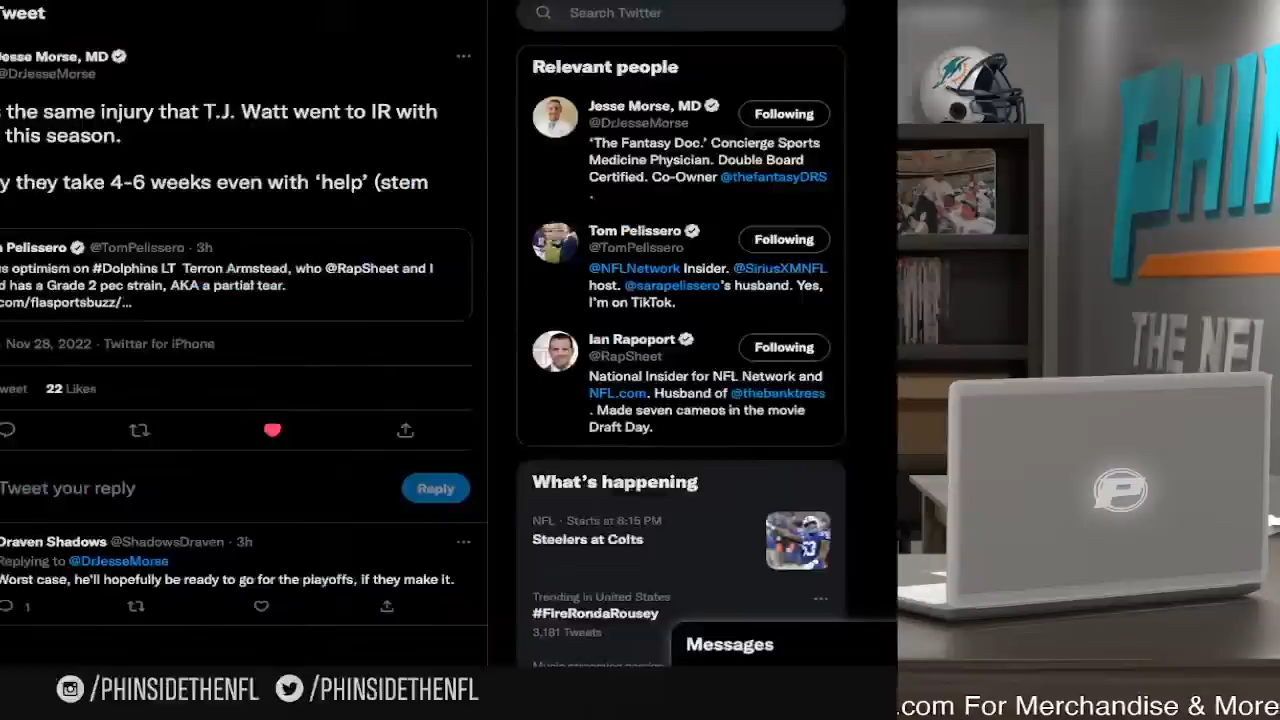 Tweet
Jesse Morse, MD
@DrJesseMorse
the same injury that T.J. Watt went to IR with
this season.
they take 4-6 weeks even with ‘help’ (stem
Pelissero @TomPelissero · 3h
optimism on #Dolphins LT Terron Armstead, who @RapSheet and I
has a Grade 2 pec strain, AKA a partial tear.
com/flasportsbuzz/...
Nov 28, 2022 · Twitter for iPhone
weet 22 Likes
Tweet your reply
Reply
Draven Shadows @ShadowsDraven · 3h
Replying to @DrJesseMorse
Worst case, he'll hopefully be ready to go for the playoffs, if they make it.
1
Search Twitter
Relevant people
Jesse Morse, MD
Following
@DrJesseMorse
‘The Fantasy Doc.’ Concierge Sports
Medicine Physician. Double Board
Certified. Co-Owner @thefantasyDRS
.
Tom Pelissero
Following
@TomPelissero
@NFLNetwork Insider. @SiriusXMNFL
host. @sarapelissero's husband. Yes,
I'm on TikTok.
Ian Rapoport
Following
@RapSheet
National Insider for NFL Network and
NFL.com. Husband of @thebanktress
. Made seven cameos in the movie
Draft Day.
What's happening
NFL · Starts at 8:15 PM
Steelers at Colts
Trending in United States
#FireRondaRousey
3,181 Tweets
Messages
PHIN
THE NFL
P
/PHINSIDETHENFL /PHINSIDETHENFL
.com For Merchandise & More